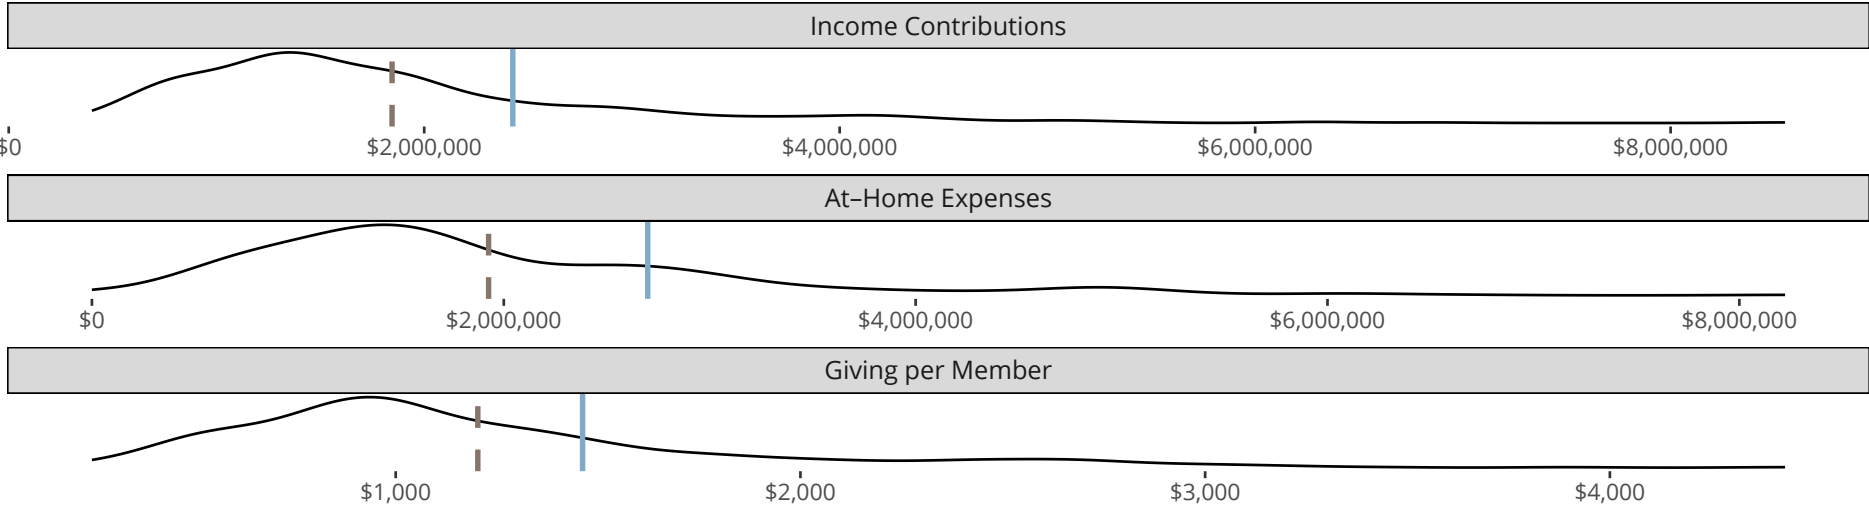 Income Contributions
$0 $2,000,000 $4,000,000 $6,000,000 $8,000,000
At–Home Expenses
$0 $2,000,000 $4,000,000 $6,000,000 $8,000,000
Giving per Member
$1,000 $2,000 $3,000 $4,000